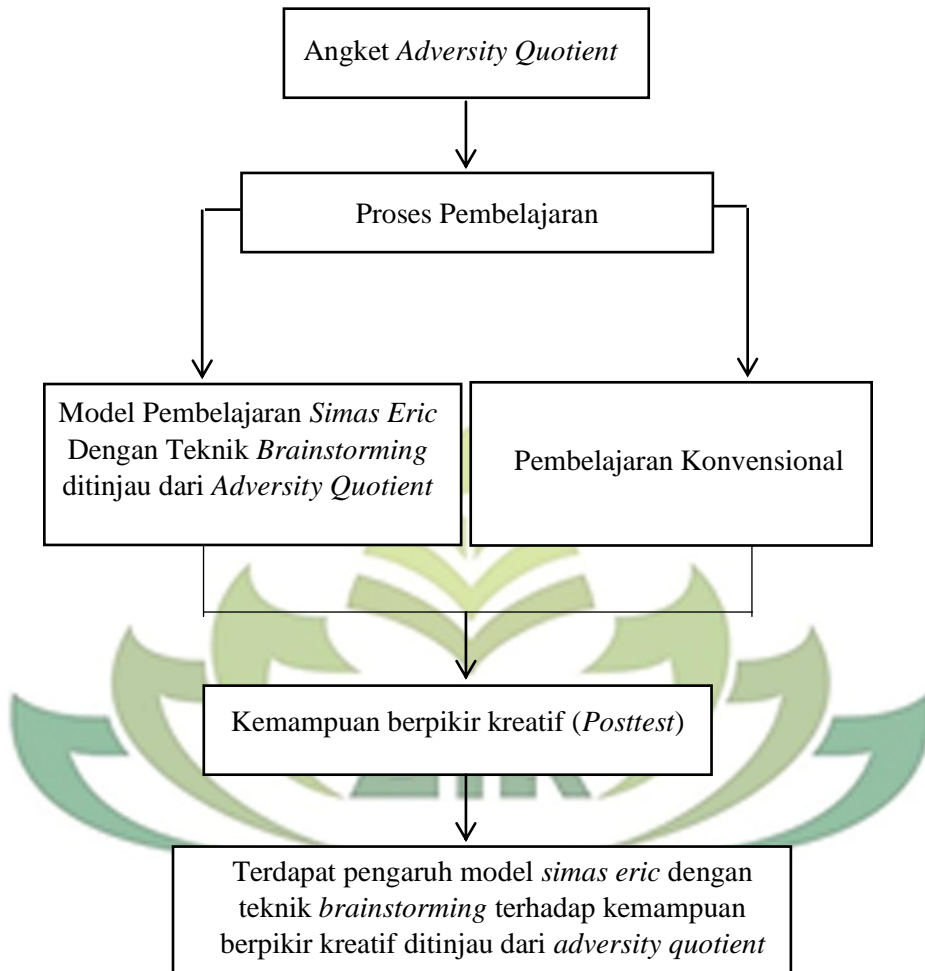 Angket Adversity Quotient
Proses Pembelajaran
Model Pembelajaran Simas Eric
Dengan Teknik Brainstorming
ditinjau dari Adversity Quotient
Pembelajaran Konvensional
Kemampuan berpikir kreatif (Posttest)
Terdapat pengaruh model simas eric dengan
teknik brainstorming terhadap kemampuan
berpikir kreatif ditinjau dari adversity quotient